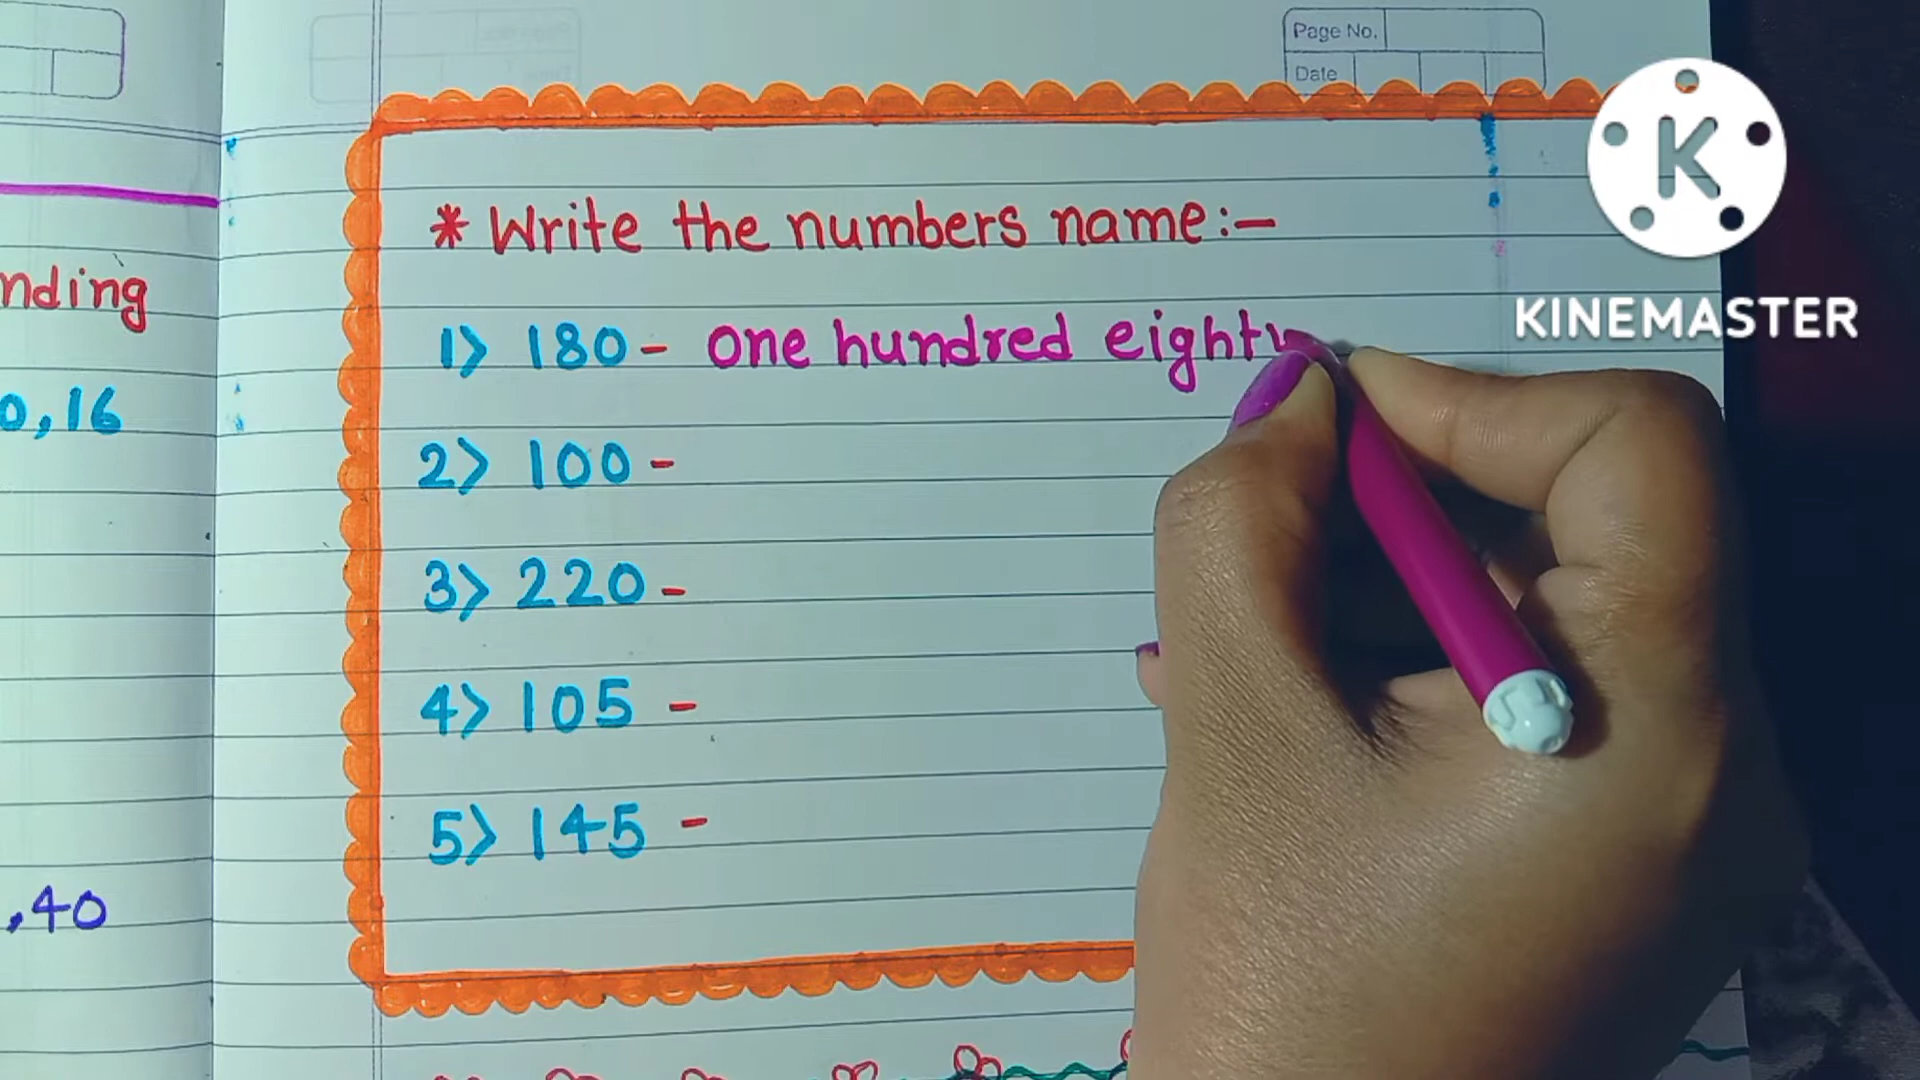 Page No.
Date
K
KINEMASTER
nding
0,16
,40
* Write the numbers name:-
1> 180 - one hundred eighty
2> 100 -
3> 220 -
4> 105 -
5> 145 -